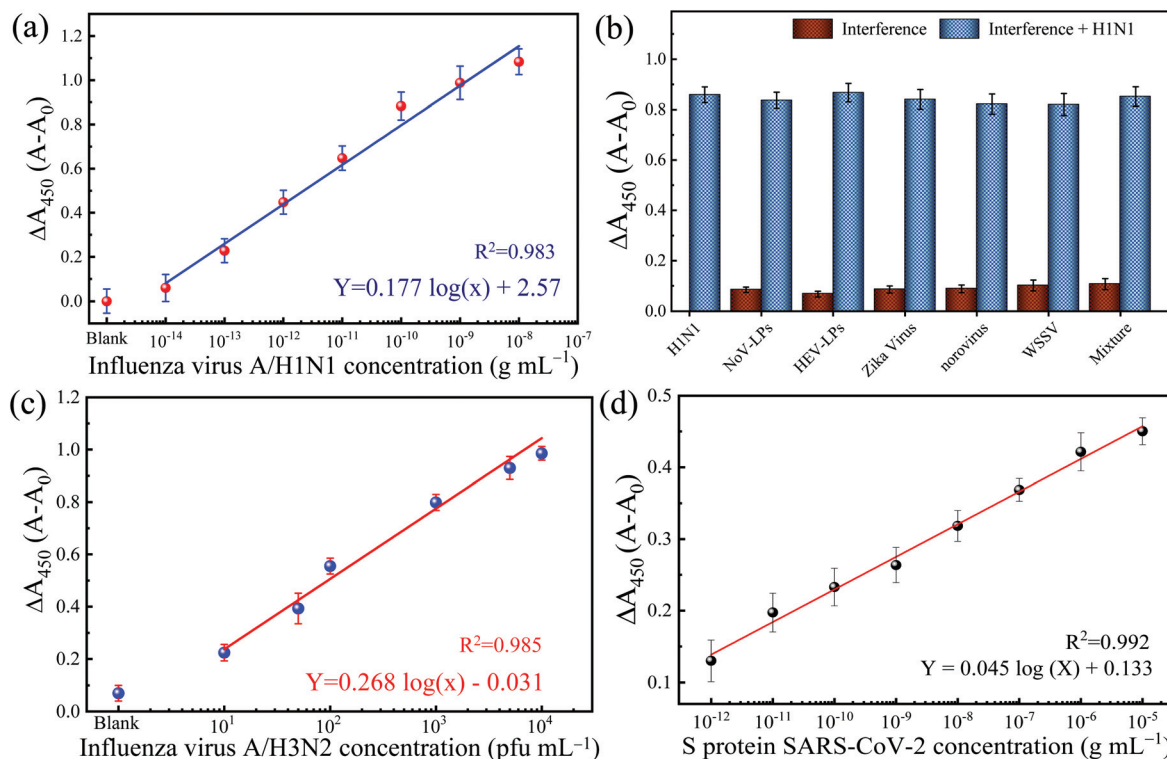 (a)
1.2
1.0
0.8
0.6
0.4
0.2
0.0
ΔA450 (A-A0)
R²=0.983
Y=0.177 log(x) + 2.57
Blank 10⁻¹⁴ 10⁻¹³ 10⁻¹² 10⁻¹¹ 10⁻¹⁰ 10⁻⁹ 10⁻⁸ 10⁻⁷
Influenza virus A/H1N1 concentration (g mL⁻¹)
(b)
Interference Interference + H1N1
1.0
0.8
0.6
0.4
0.2
0.0
ΔA450 (A-A0)
H1N1 NoV-LPs HEV-LPs Zika Virus norovirus WSSV Mixture
(c)
1.2
1.0
0.8
0.6
0.4
0.2
0.0
ΔA450 (A-A0)
R²=0.985
Y=0.268 log(x) - 0.031
Blank 10¹ 10² 10³ 10⁴
Influenza virus A/H3N2 concentration (pfu mL⁻¹)
(d)
0.5
0.4
0.3
0.2
0.1
ΔA450 (A-A0)
R²=0.992
Y = 0.045 log (X) + 0.133
10⁻¹² 10⁻¹¹ 10⁻¹⁰ 10⁻⁹ 10⁻⁸ 10⁻⁷ 10⁻⁶ 10⁻⁵
S protein SARS-CoV-2 concentration (g mL⁻¹)